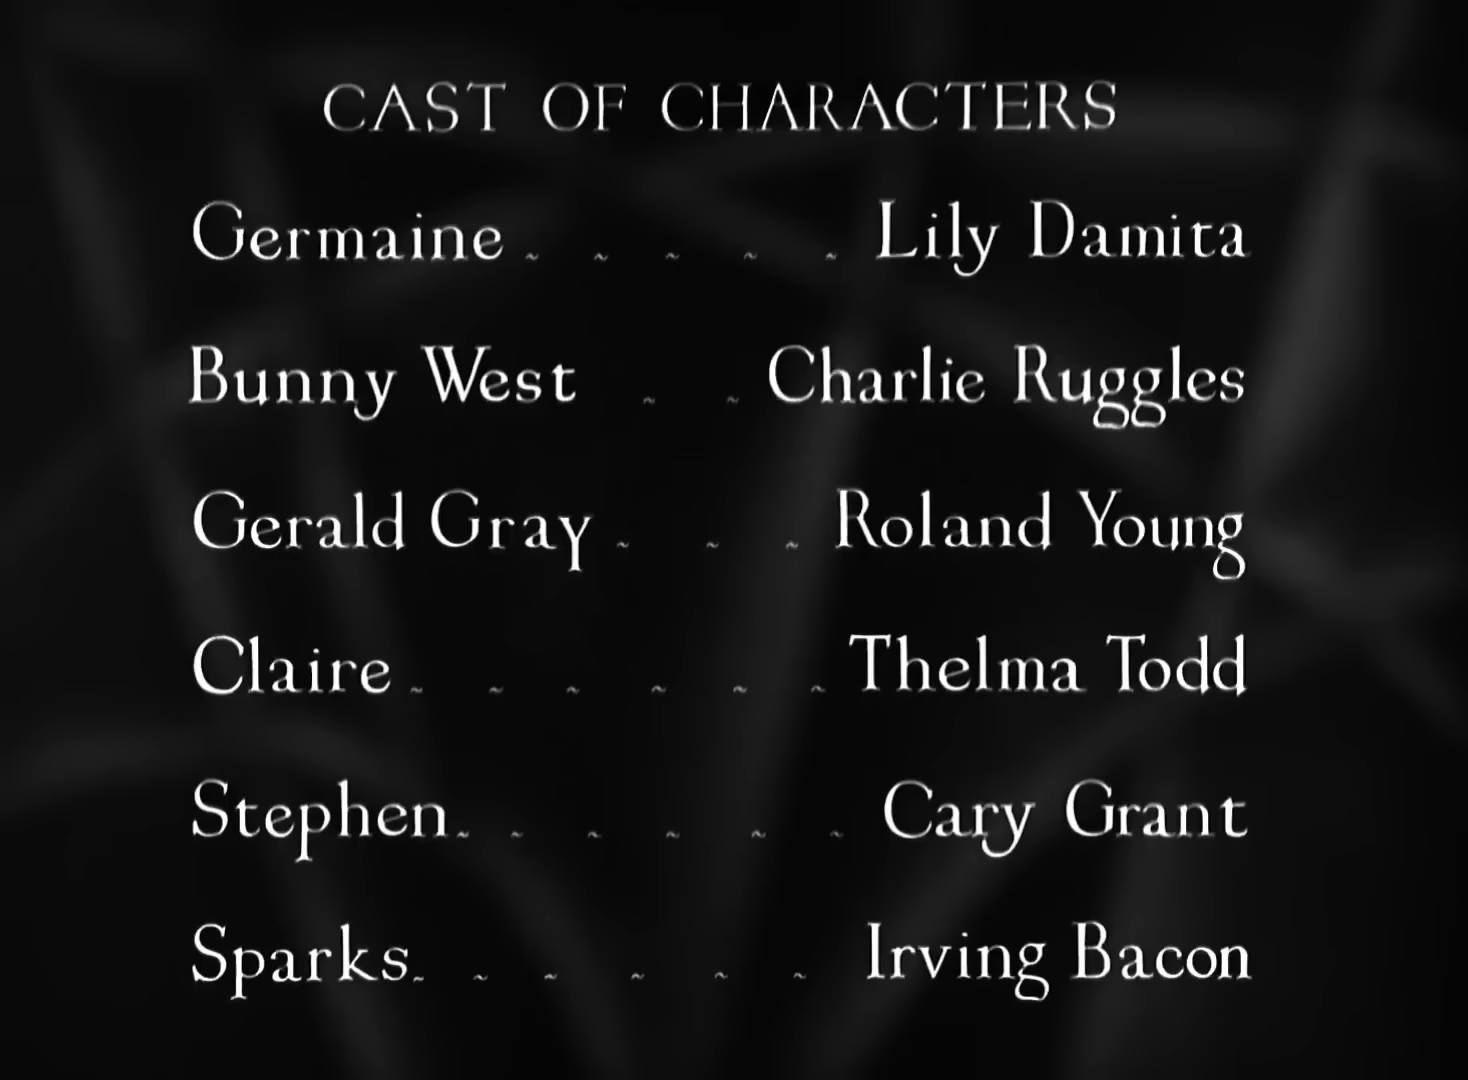 CAST OF CHARACTERS
Germaine . . . . . Lily Damita
Bunny West . . Charlie Ruggles
Gerald Gray . . . Roland Young
Claire . . . . . . Thelma Todd
Stephen . . . . . . Cary Grant
Sparks . . . . . . Irving Bacon